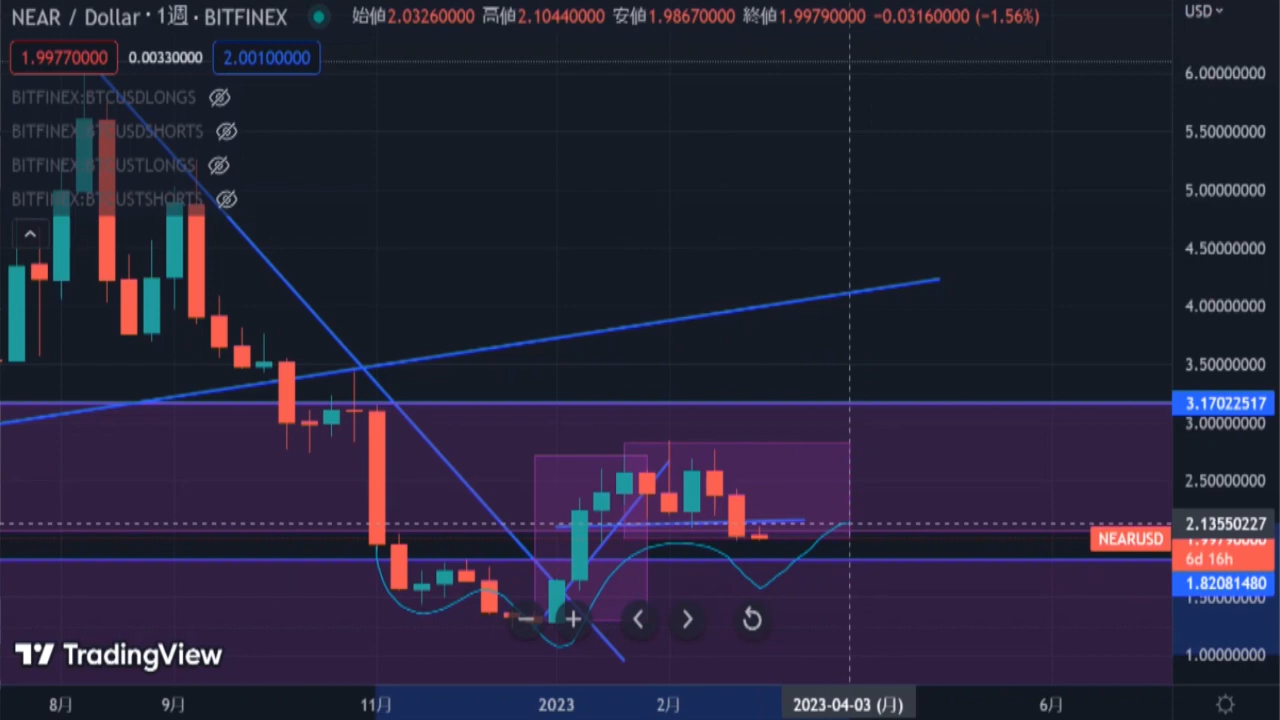 NEAR / Dollar · 1週 · BITFINEX 始値2.03260000 高値2.10440000 安値1.98670000 終値1.99790000 −0.03160000 (−1.56%)
USD
1.99770000 0.00330000 2.00100000
BITFINEX:BTCUSDLONGS
BITFINEX:BTCUSDSHORTS
BITFINEX:BTCUSTLONGS
BITFINEX:BTCUSTSHORTS
6.00000000
5.50000000
5.00000000
4.50000000
4.00000000
3.50000000
3.17022517
3.00000000
2.50000000
2.13550227
NEARUSD 1.99790000
6d 16h
1.82081480
1.50000000
1.00000000
TradingView
8月 9月 11月 2023 2月 2023-04-03 (月) 6月